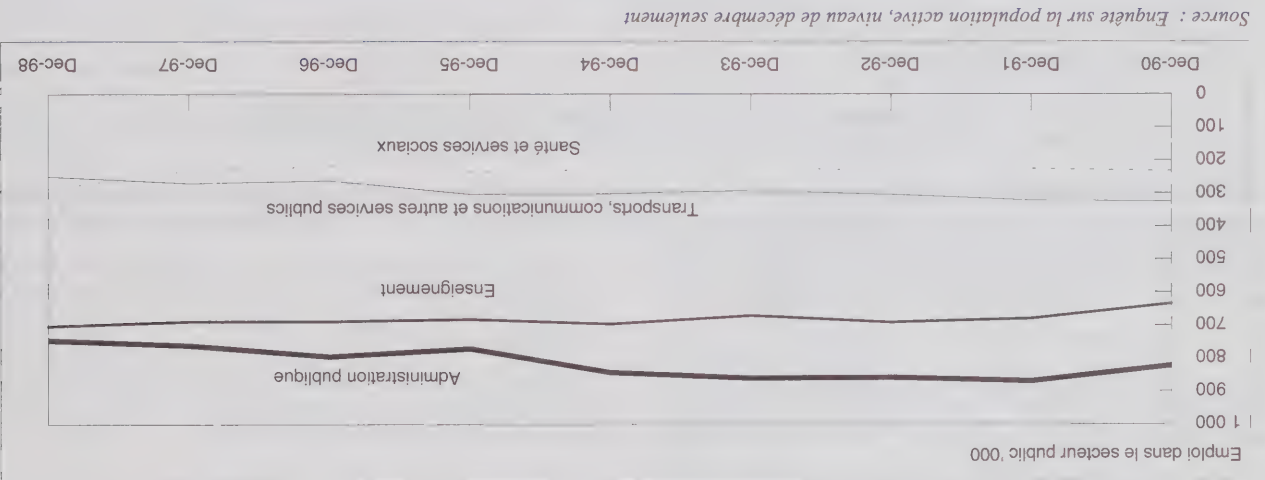 Emploi dans le secteur public '000
1 000
900
800
700
600
500
400
300
200
100
0
Administration publique
Enseignement
Transports, communications et autres services publics
Santé et services sociaux
Dec-90 Dec-91 Dec-92 Dec-93 Dec-94 Dec-95 Dec-96 Dec-97 Dec-98
Source : Enquête sur la population active, niveau de décembre seulement